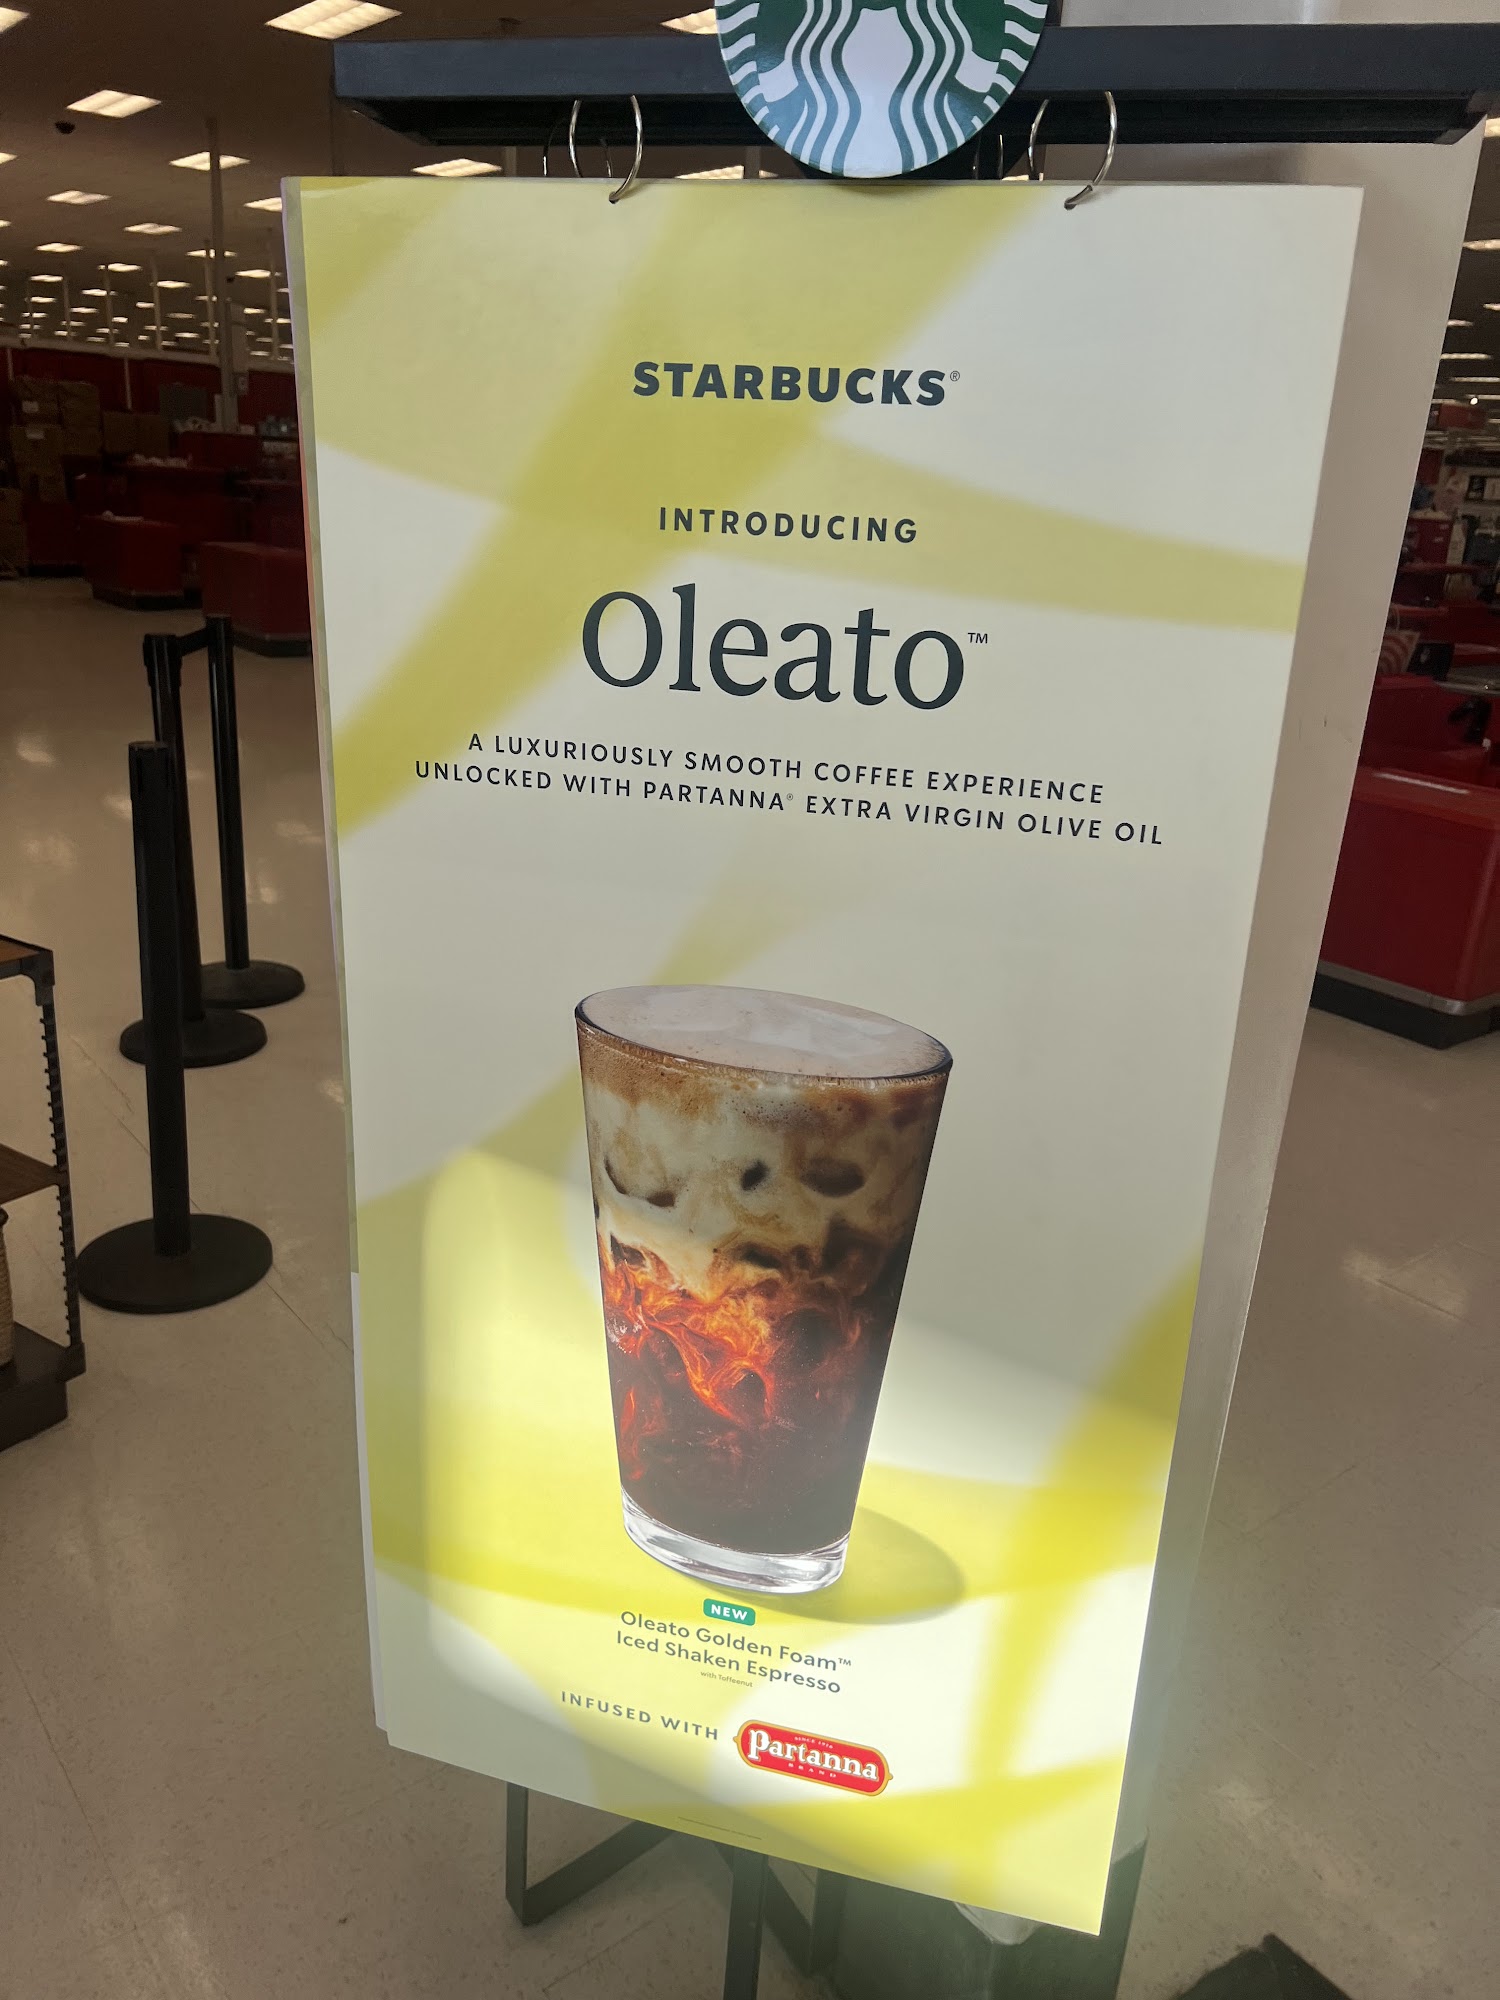 STARBUCKS®
INTRODUCING
Oleato™
A LUXURIOUSLY SMOOTH COFFEE EXPERIENCE
UNLOCKED WITH PARTANNA® EXTRA VIRGIN OLIVE OIL
NEW
Oleato Golden Foam™
Iced Shaken Espresso
with Toffeenut
INFUSED WITH
Partanna
BRAND